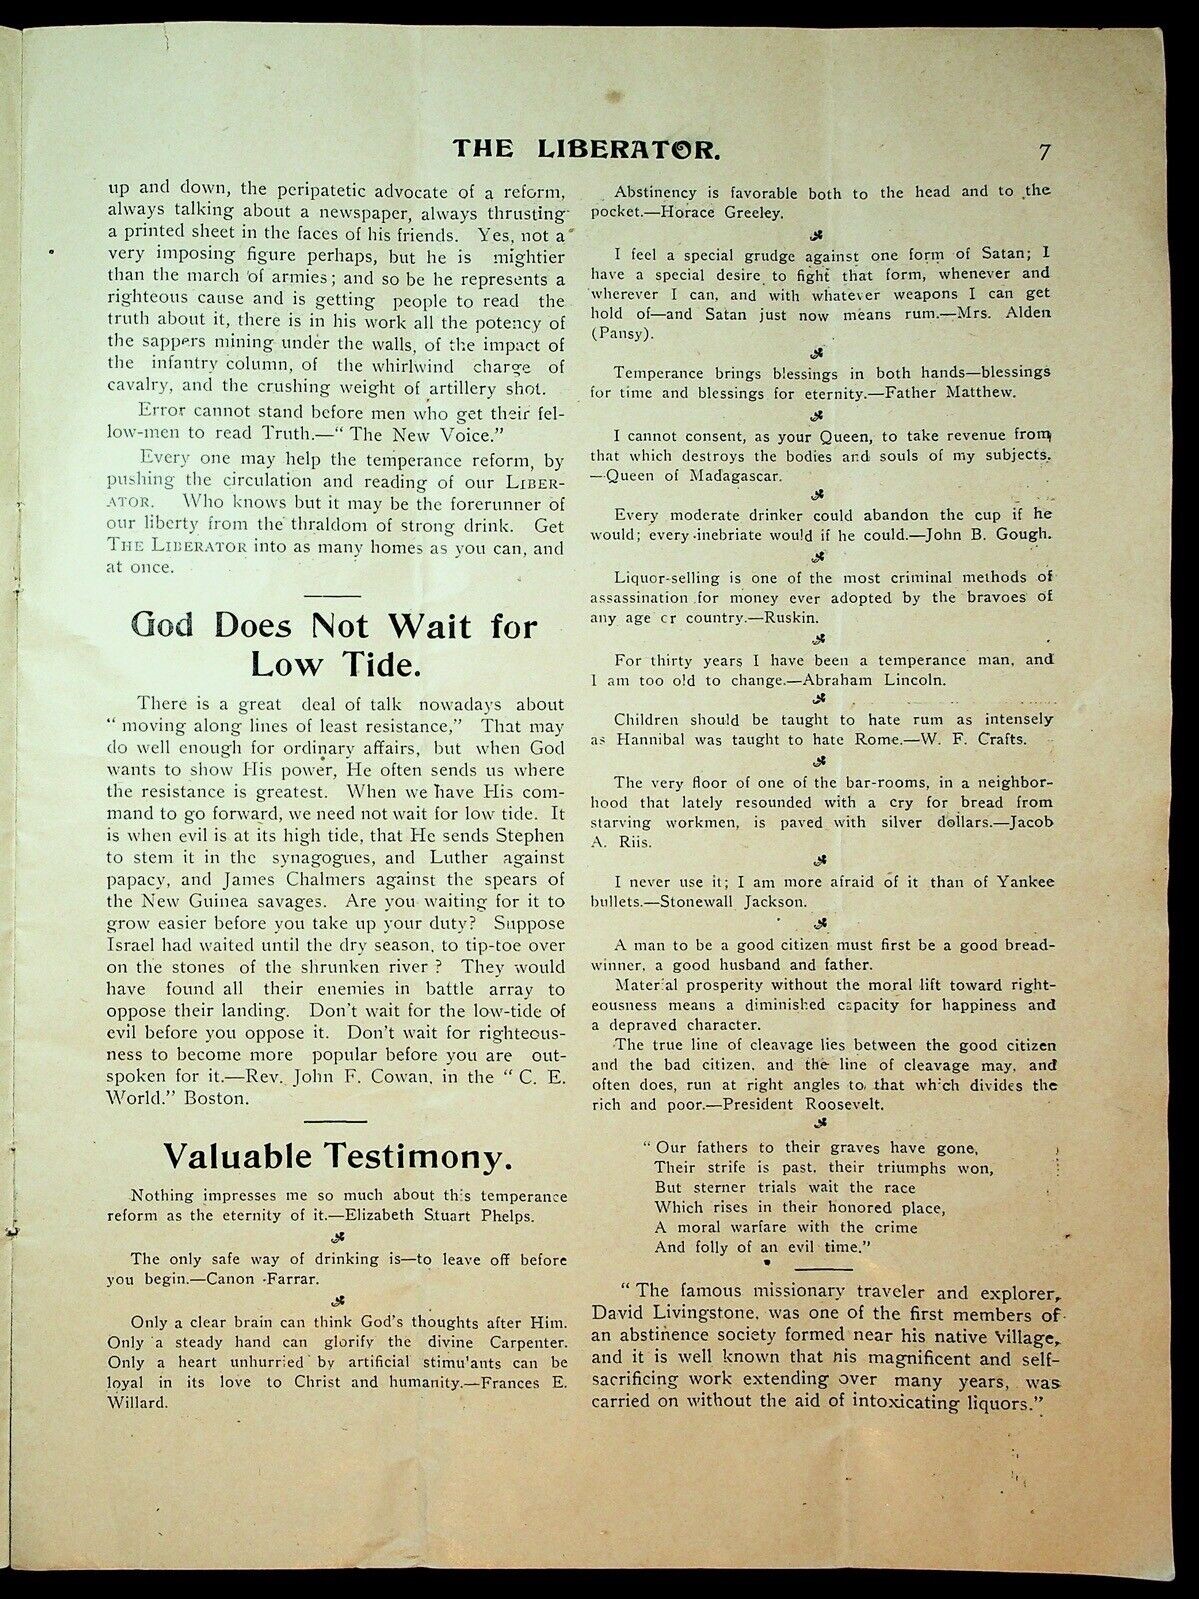 THE LIBERATOR.
7
up and down, the peripatetic advocate of a reform,
always talking about a newspaper, always thrusting
a printed sheet in the faces of his friends. Yes, not a
very imposing figure perhaps, but he is mightier
than the march of armies; and so be he represents a
righteous cause and is getting people to read the
truth about it, there is in his work all the potency of
the sappers mining under the walls, of the impact of
the infantry column, of the whirlwind charge of
cavalry, and the crushing weight of artillery shot.
Error cannot stand before men who get their fel-
low-men to read Truth.—“ The New Voice.”
Every one may help the temperance reform, by
pushing the circulation and reading of our LIBER-
ATOR. Who knows but it may be the forerunner of
our liberty from the thraldom of strong drink. Get
THE LIBERATOR into as many homes as you can, and
at once.
God Does Not Wait for
Low Tide.
There is a great deal of talk nowadays about
“ moving along lines of least resistance,” That may
do well enough for ordinary affairs, but when God
wants to show His power, He often sends us where
the resistance is greatest. When we have His com-
mand to go forward, we need not wait for low tide. It
is when evil is at its high tide, that He sends Stephen
to stem it in the synagogues, and Luther against
papacy, and James Chalmers against the spears of
the New Guinea savages. Are you waiting for it to
grow easier before you take up your duty? Suppose
Israel had waited until the dry season, to tip-toe over
on the stones of the shrunken river ? They would
have found all their enemies in battle array to
oppose their landing. Don't wait for the low-tide of
evil before you oppose it. Don't wait for righteous-
ness to become more popular before you are out-
spoken for it.—Rev. John F. Cowan, in the “ C. E.
World.” Boston.
Valuable Testimony.
Nothing impresses me so much about this temperance
reform as the eternity of it.—Elizabeth Stuart Phelps.
The only safe way of drinking is—to leave off before
you begin.—Canon Farrar.
Only a clear brain can think God's thoughts after Him.
Only a steady hand can glorify the divine Carpenter.
Only a heart unhurried by artificial stimu'ants can be
loyal in its love to Christ and humanity.—Frances E.
Willard.
Abstinency is favorable both to the head and to the
pocket.—Horace Greeley.
I feel a special grudge against one form of Satan; I
have a special desire to fight that form, whenever and
wherever I can, and with whatever weapons I can get
hold of—and Satan just now means rum.—Mrs. Alden
(Pansy).
Temperance brings blessings in both hands—blessings
for time and blessings for eternity.—Father Matthew.
I cannot consent, as your Queen, to take revenue from
that which destroys the bodies and souls of my subjects.
—Queen of Madagascar.
Every moderate drinker could abandon the cup if he
would; every inebriate would if he could.—John B. Gough.
Liquor-selling is one of the most criminal methods of
assassination for money ever adopted by the bravoes of
any age or country.—Ruskin.
For thirty years I have been a temperance man, and
I am too old to change.—Abraham Lincoln.
Children should be taught to hate rum as intensely
as Hannibal was taught to hate Rome.—W. F. Crafts.
The very floor of one of the bar-rooms, in a neighbor-
hood that lately resounded with a cry for bread from
starving workmen, is paved with silver dollars.—Jacob
A. Riis.
I never use it; I am more afraid of it than of Yankee
bullets.—Stonewall Jackson.
A man to be a good citizen must first be a good bread-
winner, a good husband and father.
Material prosperity without the moral lift toward right-
eousness means a diminished capacity for happiness and
a depraved character.
The true line of cleavage lies between the good citizen
and the bad citizen, and the line of cleavage may, and
often does, run at right angles to that which divides the
rich and poor.—President Roosevelt.
“ Our fathers to their graves have gone,
Their strife is past, their triumphs won,
But sterner trials wait the race
Which rises in their honored place,
A moral warfare with the crime
And folly of an evil time.”
“ The famous missionary traveler and explorer,
David Livingstone, was one of the first members of
an abstinence society formed near his native Village,
and it is well known that his magnificent and self-
sacrificing work extending over many years, was
carried on without the aid of intoxicating liquors.”